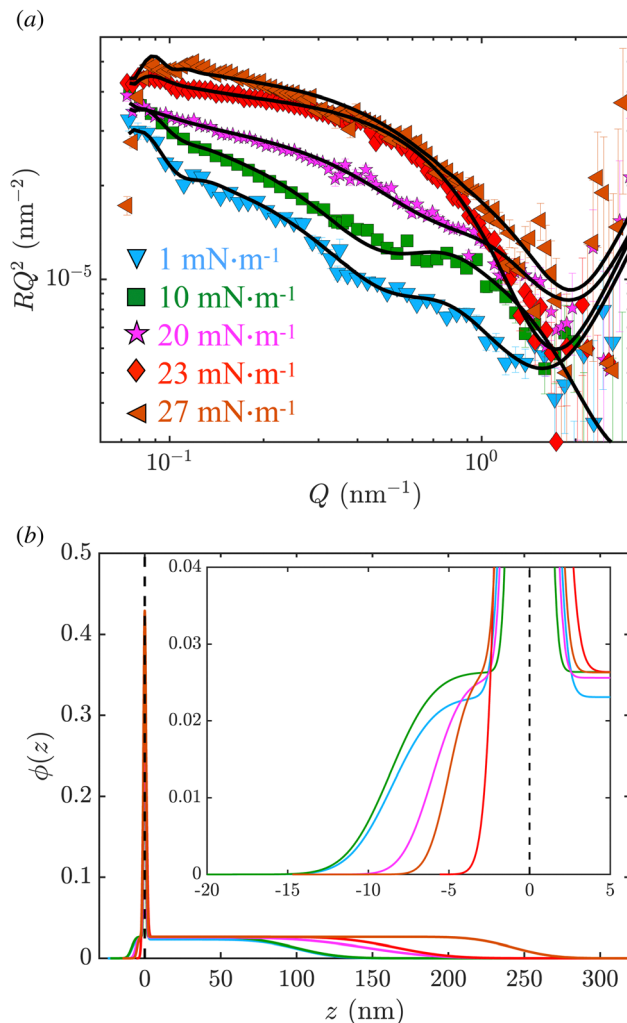 (a)
RQ² (nm⁻²)
10⁻⁵
1 mN·m⁻¹
10 mN·m⁻¹
20 mN·m⁻¹
23 mN·m⁻¹
27 mN·m⁻¹
10⁻¹ 10⁰
Q (nm⁻¹)
(b)
ϕ(z)
0.5
0.4
0.3
0.2
0.1
0
0.04
0.03
0.02
0.01
0
-20 -15 -10 -5 0 5
0 50 100 150 200 250 300
z (nm)